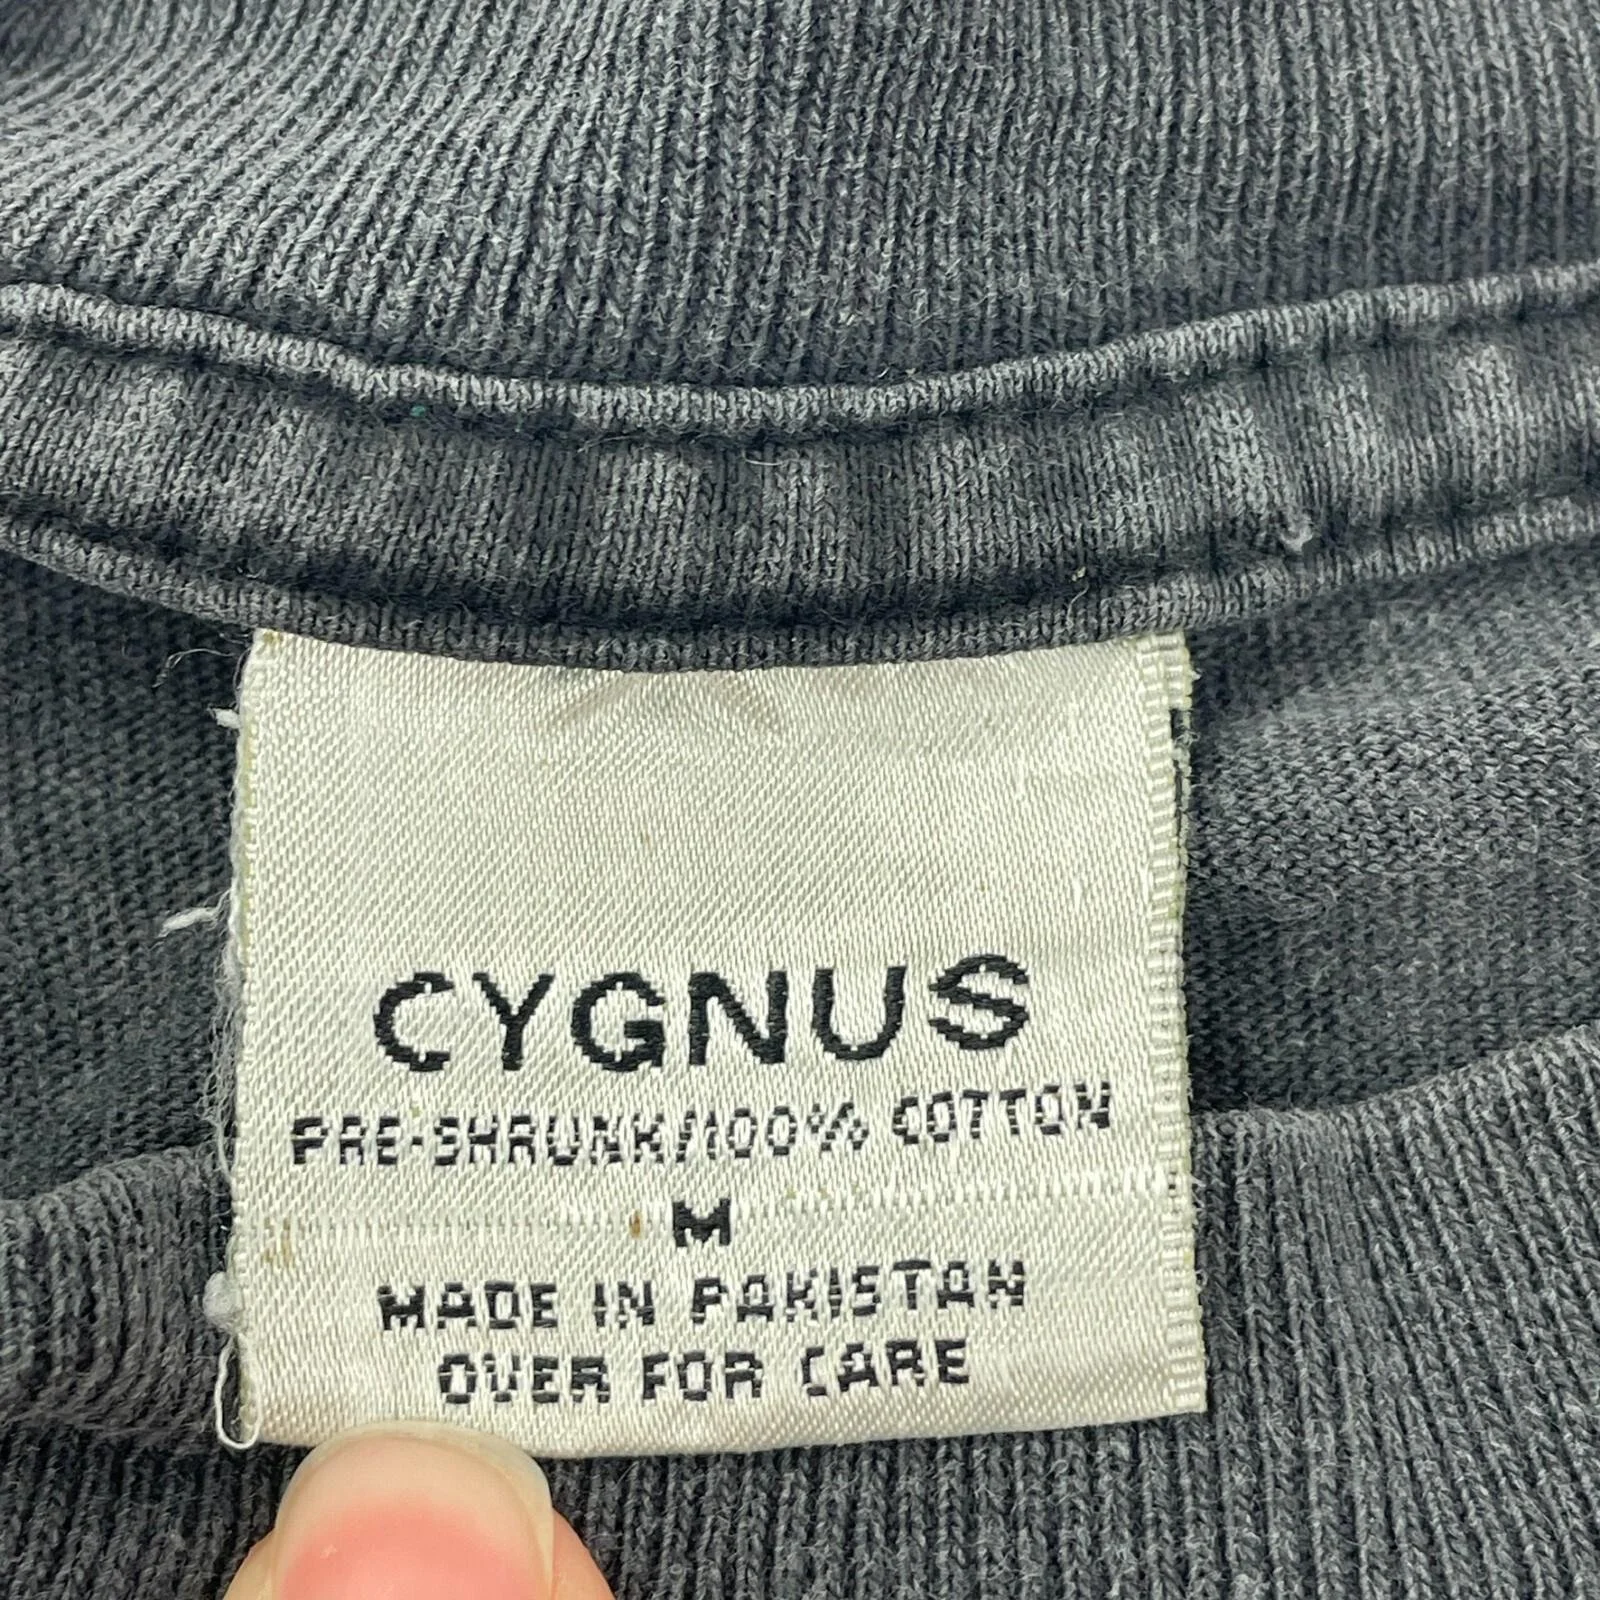 CYGNUS
PRE-SHRUNK/100% COTTON
M
MADE IN PAKISTAN
OVER FOR CARE